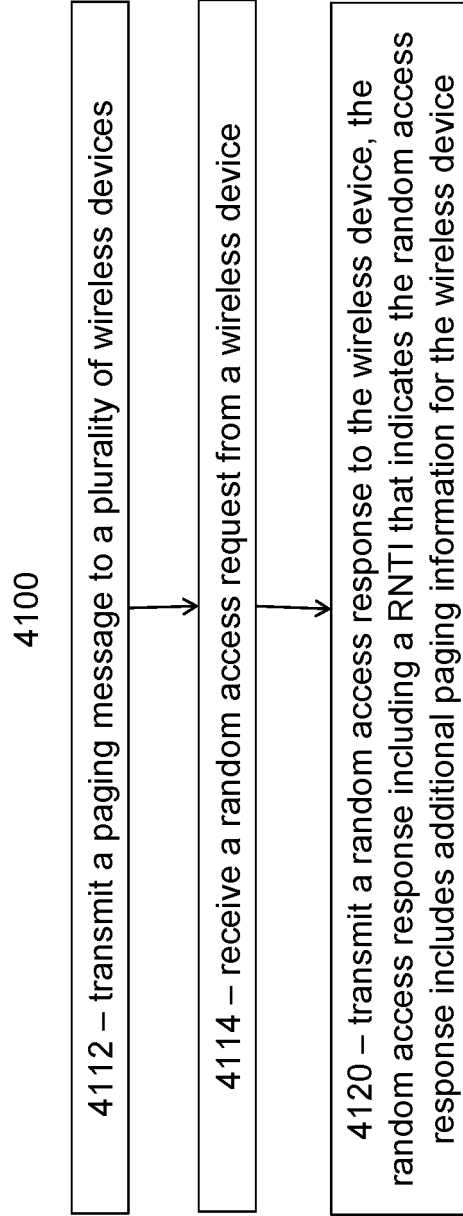 4100
4112 – transmit a paging message to a plurality of wireless devices
4114 – receive a random access request from a wireless device
4120 – transmit a random access response to the wireless device, the
random access response including a RNTI that indicates the random access
response includes additional paging information for the wireless device